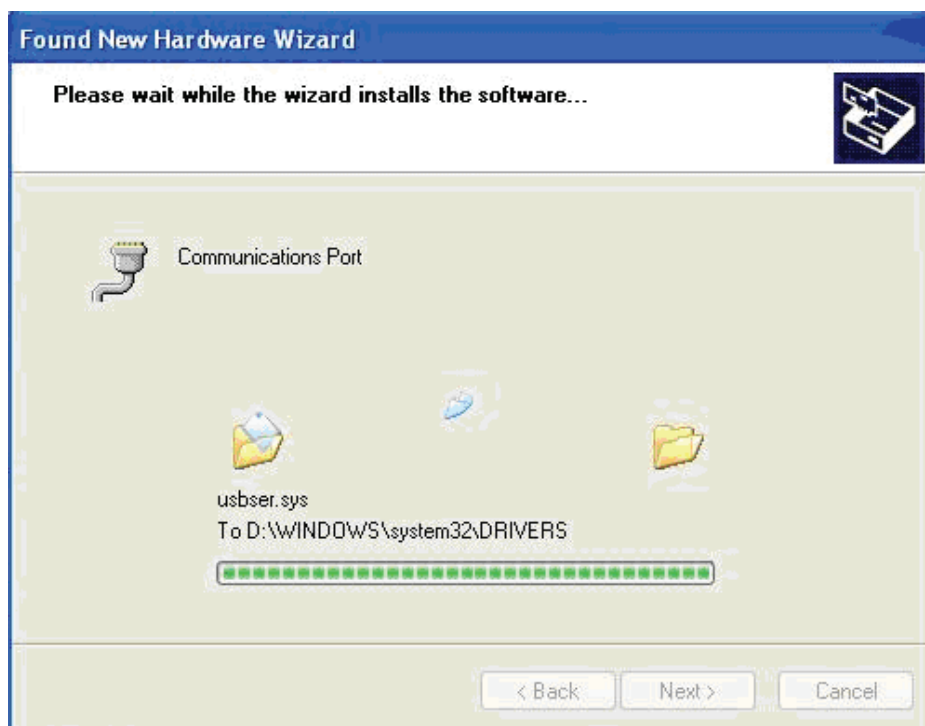 Found New Hardware Wizard
Please wait while the wizard installs the software...
Communications Port
usbser.sys
To D:\WINDOWS\system32\DRIVERS
< Back Next > Cancel